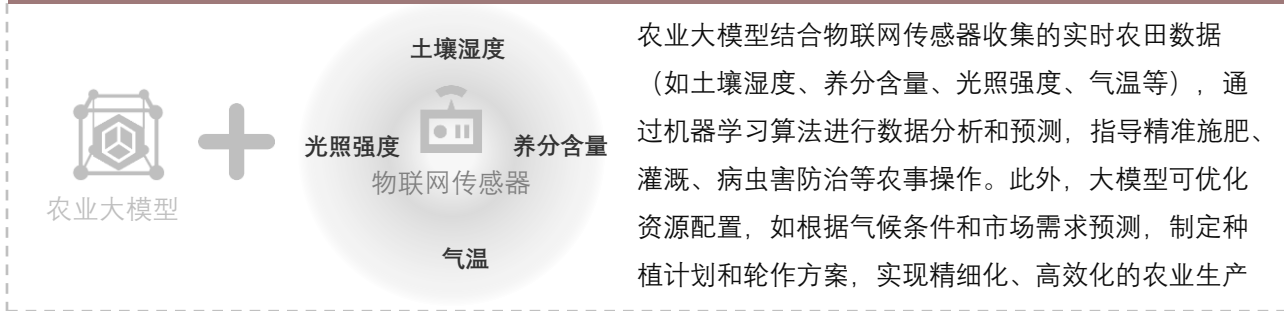 土壤湿度
光照强度
养分含量
物联网传感器
农业大模型
气温
农业大模型结合物联网传感器收集的实时农田数据
（如土壤湿度、养分含量、光照强度、气温等），通
过机器学习算法进行数据分析和预测，指导精准施肥、
灌溉、病虫害防治等农事操作。此外，大模型可优化
资源配置，如根据气候条件和市场需求预测，制定种
植计划和轮作方案，实现精细化、高效化的农业生产